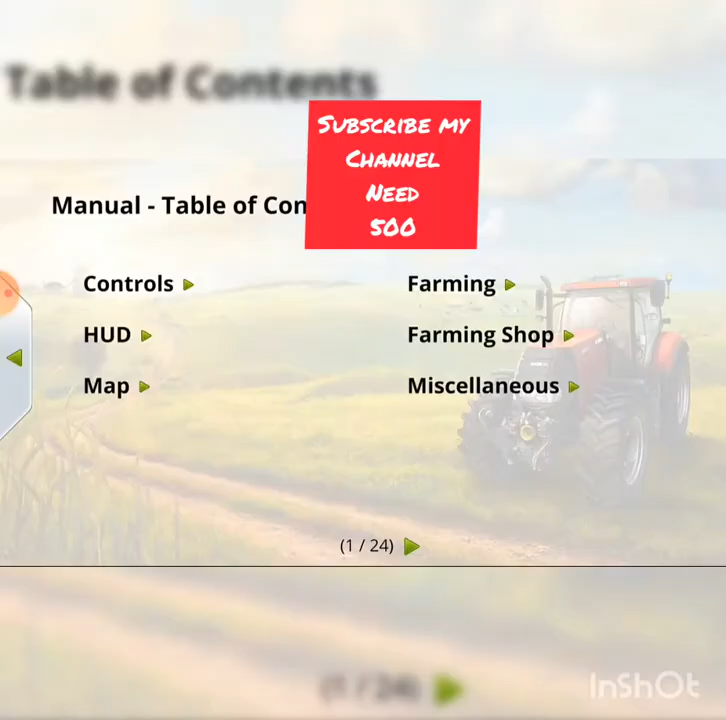 Table of Contents
SUBSCRIBE MY
CHANNEL
NEED
500
Manual - Table of Con
Controls
Farming
HUD
Farming Shop
Map
Miscellaneous
(1 / 24)
(1 / 24)
InShOt